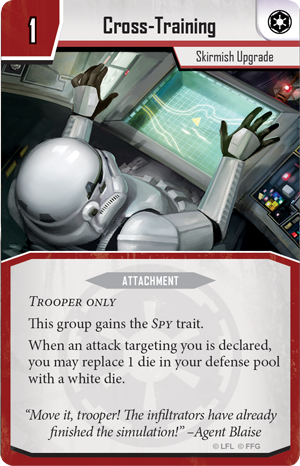 1
Cross-Training
Skirmish Upgrade
ATTACHMENT
TROOPER ONLY
This group gains the SPY trait.
When an attack targeting you is declared,
you may replace 1 die in your defense pool
with a white die.
“Move it, trooper! The infiltrators have already
finished the simulation!” –Agent Blaise
© LFL © FFG